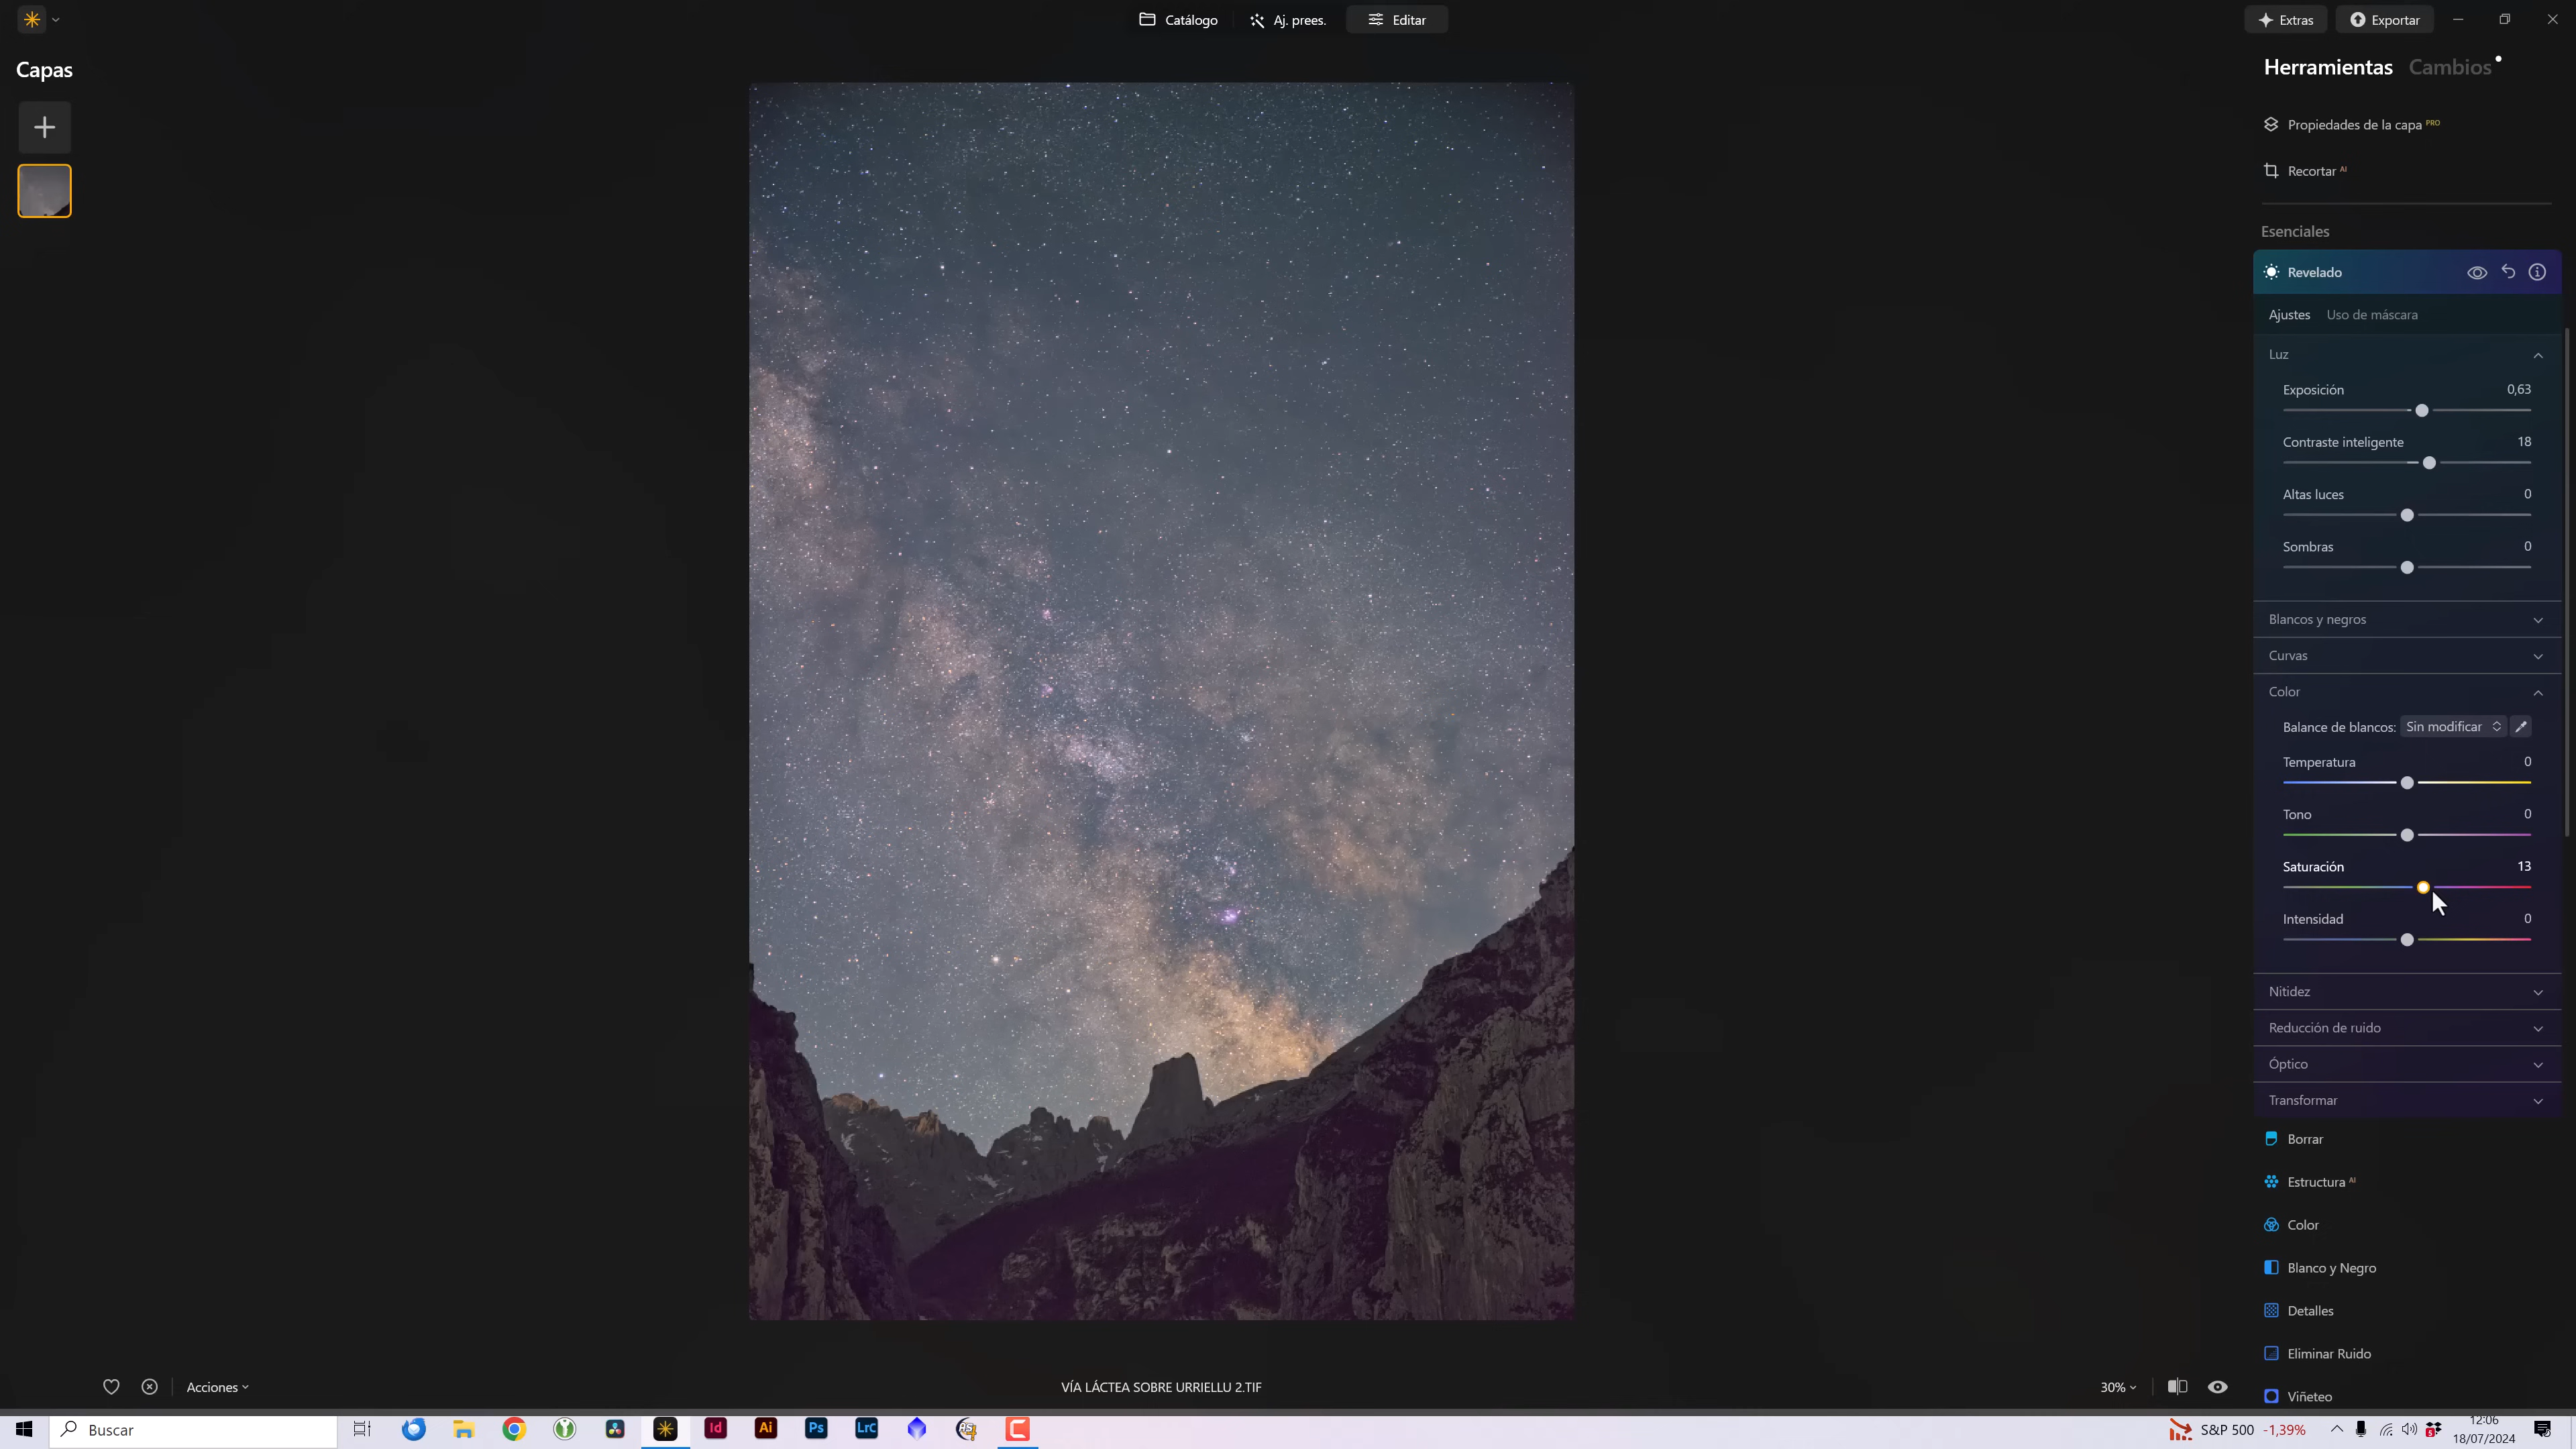 Catálogo
Aj. prees.
Editar
Extras
Exportar
Capas
Herramientas Cambios
Propiedades de la capa PRO
Recortar AI
Esenciales
Revelado
Ajustes Uso de máscara
Luz
Exposición 0,63
Contraste inteligente 18
Altas luces 0
Sombras 0
Blancos y negros
Curvas
Color
Balance de blancos: Sin modificar
Temperatura 0
Tono 0
Saturación 13
Intensidad 0
Nitidez
Reducción de ruido
Óptico
Transformar
Borrar
Estructura AI
Color
Blanco y Negro
Detalles
Eliminar Ruido
Viñeteo
Acciones
VÍA LÁCTEA SOBRE URRIELLU 2.TIF
30%
Buscar
Id
Ai
Ps
Lrc
S&P 500 -1,39%
12:06
18/07/2024